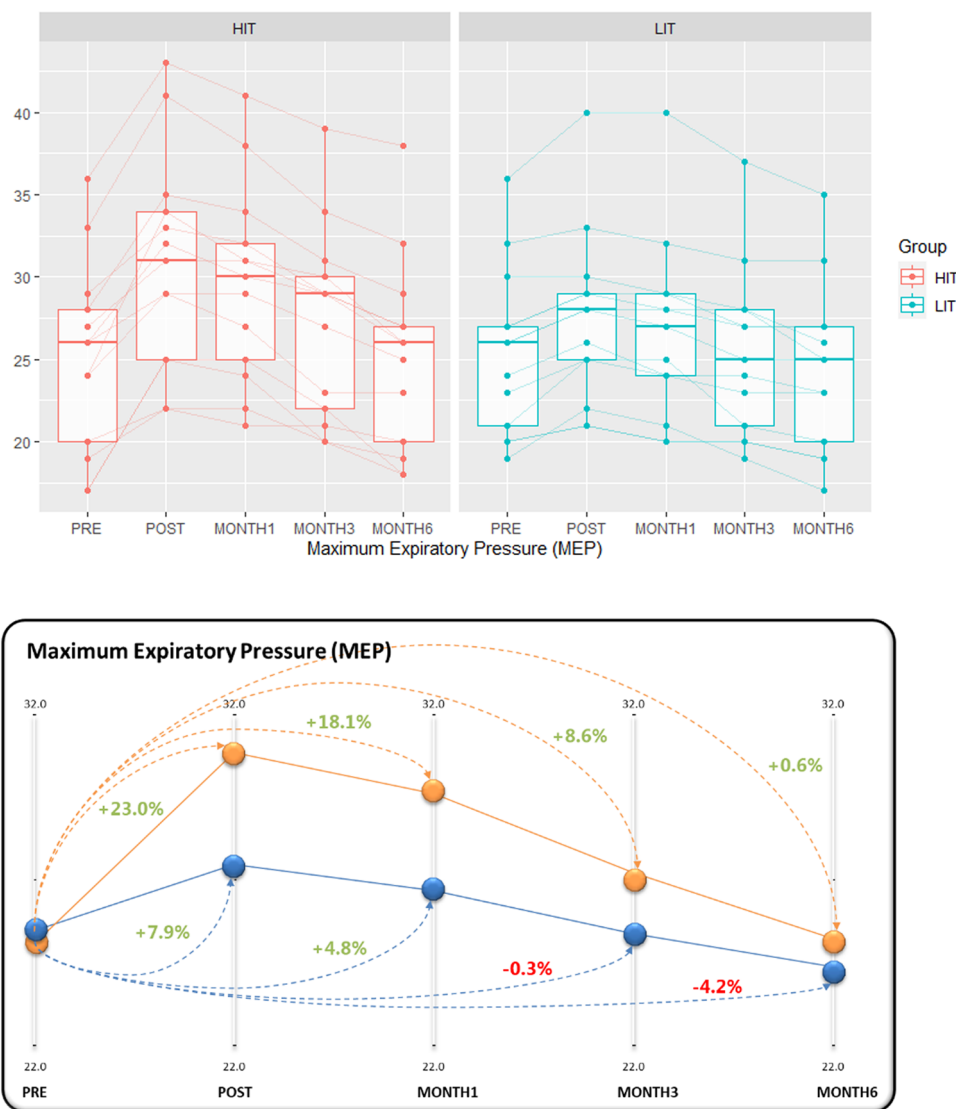 HIT LIT
40
35
30
25
20
Group
HIT
LIT
PRE POST MONTH1 MONTH3 MONTH6 PRE POST MONTH1 MONTH3 MONTH6
Maximum Expiratory Pressure (MEP)
Maximum Expiratory Pressure (MEP)
32.0 32.0 32.0 32.0 32.0
+18.1%
+8.6%
+0.6%
+23.0%
+7.9%
+4.8%
-0.3%
-4.2%
22.0 22.0 22.0 22.0 22.0
PRE POST MONTH1 MONTH3 MONTH6